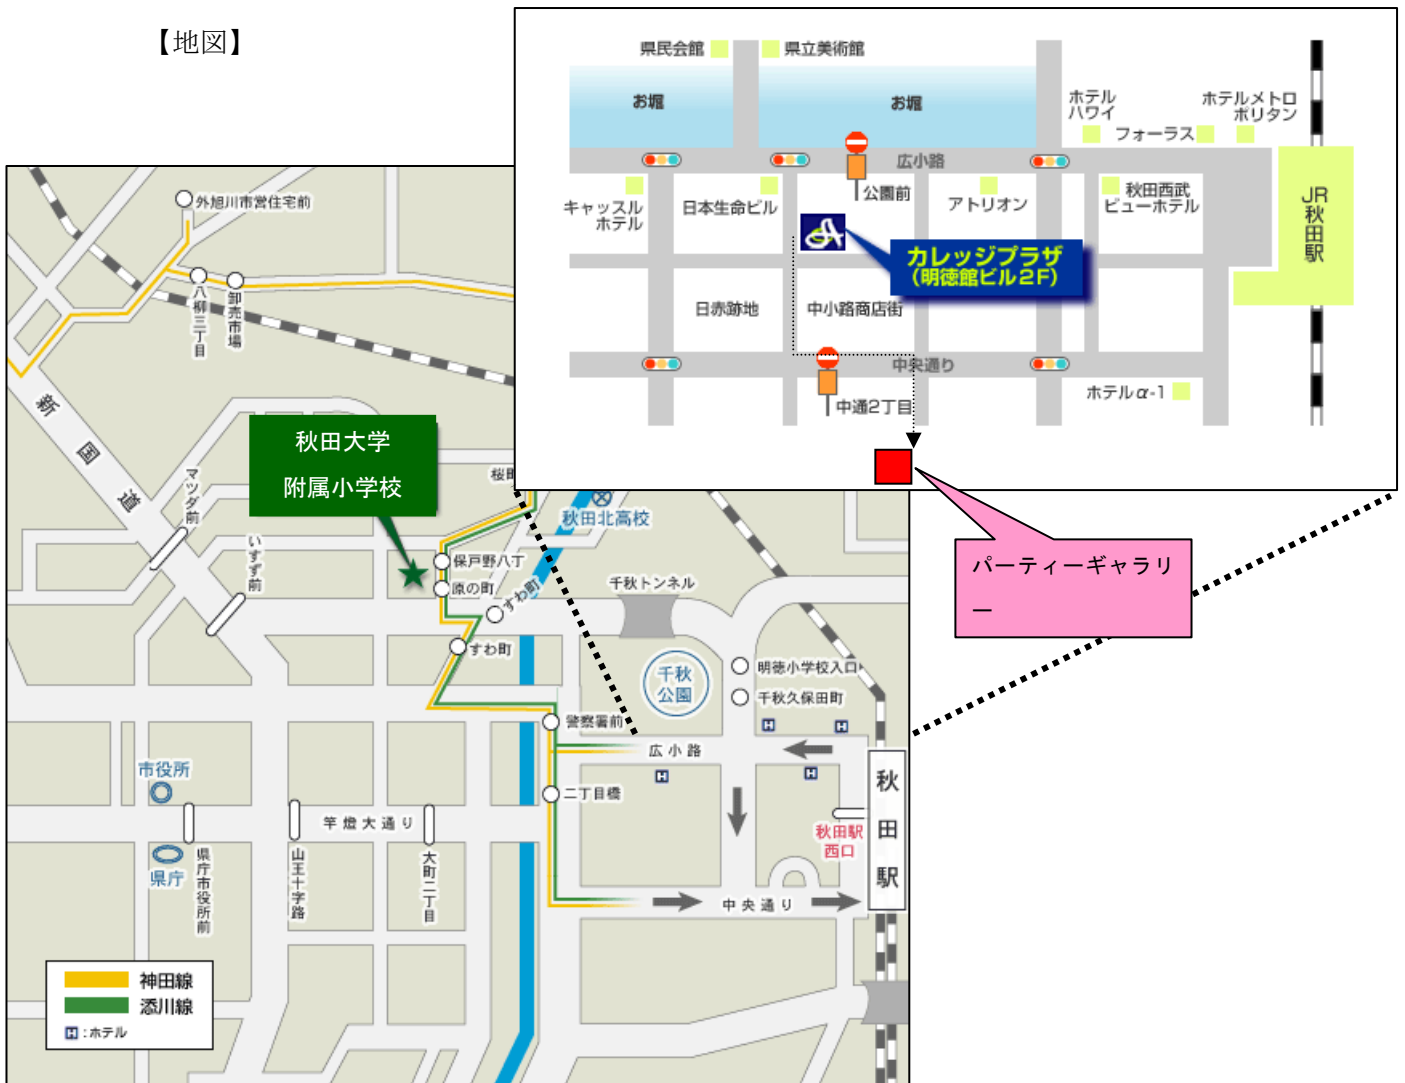 【地図】
県民会館
県立美術館
お堀
お堀
ホテル
ハワイ
ホテルメトロ
ポリタン
フォーラス
広小路
公園前
キャッスル
ホテル
日本生命ビル
アトリオン
秋田西武
ビューホテル
JR秋田駅
カレッジプラザ
(明徳館ビル2F)
日赤跡地
中小路商店街
中央通り
中通2丁目
ホテルα-1
パーティーギャラリ
ー
外旭川市営住宅前
八柳三丁目
卸売市場
新国道
マツダ前
いすず前
秋田大学
附属小学校
桜町
秋田北高校
保戸野八丁
原の町
すわ町
すわ町
千秋トンネル
千秋
公園
明徳小学校入口
千秋久保田町
警察署前
広小路
H
H
H
H
二丁目橋
市役所
県庁
竿燈大通り
県庁市役所前
山王十字路
大町二丁目
秋田駅
西口
秋田駅
中央通り
神田線
添川線
H:ホテル